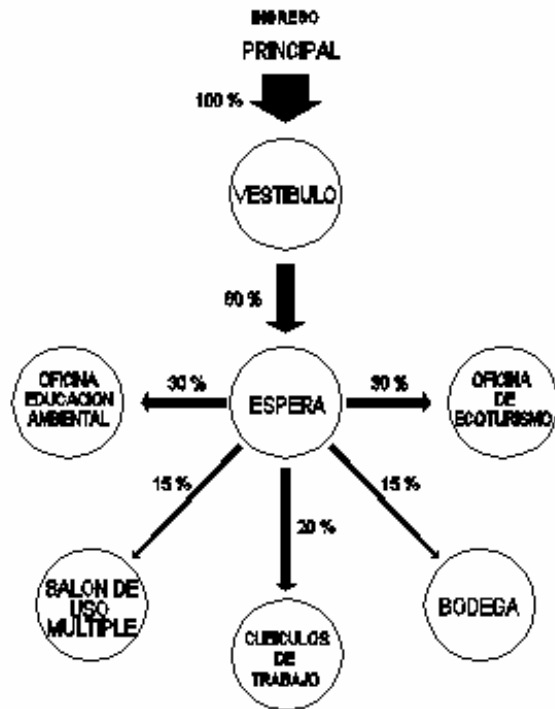 INGRESO
PRINCIPAL
100 %
VESTIBULO
60 %
OFICINA
EDUCACION
AMBIENTAL
30 %
ESPERA
30 %
OFICINA
DE
ECOTURISMO
15 %
20 %
15 %
SALON DE
USO
MULTIPLE
CUBICULOS
DE
TRABAJO
BODEGA